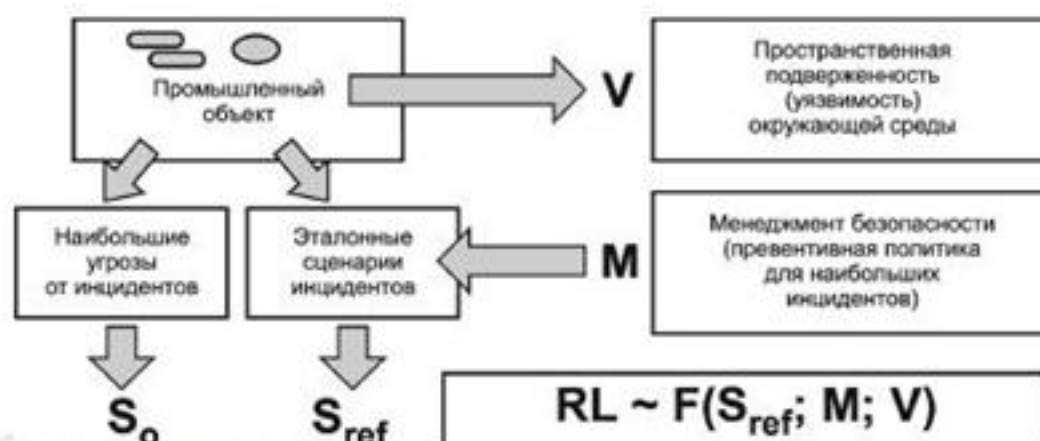 Промышленный
объект
V
Пространственная
подверженность
(уязвимость)
окружающей среды
Наибольшие
угрозы
от инцидентов
Эталонные
сценарии
инцидентов
M
Менеджмент безопасности
(превентивная политика
для наибольших
инцидентов)
So
Sref
RL ~ F(Sref; M; V)